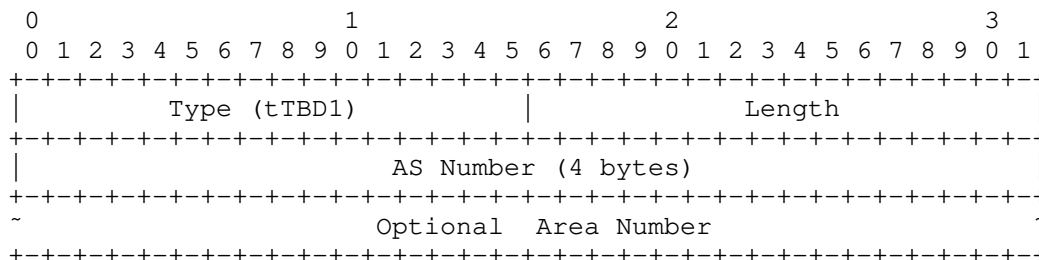 0                   1                   2                   3
 0 1 2 3 4 5 6 7 8 9 0 1 2 3 4 5 6 7 8 9 0 1 2 3 4 5 6 7 8 9 0 1
+-+-+-+-+-+-+-+-+-+-+-+-+-+-+-+-+-+-+-+-+-+-+-+-+-+-+-+-+-+-+-+-
|         Type (tTBD1)          |             Length
+-+-+-+-+-+-+-+-+-+-+-+-+-+-+-+-+-+-+-+-+-+-+-+-+-+-+-+-+-+-+-+-
|                       AS Number (4 bytes)
+-+-+-+-+-+-+-+-+-+-+-+-+-+-+-+-+-+-+-+-+-+-+-+-+-+-+-+-+-+-+-+-
~                      Optional  Area Number                    ~
+-+-+-+-+-+-+-+-+-+-+-+-+-+-+-+-+-+-+-+-+-+-+-+-+-+-+-+-+-+-+-+-